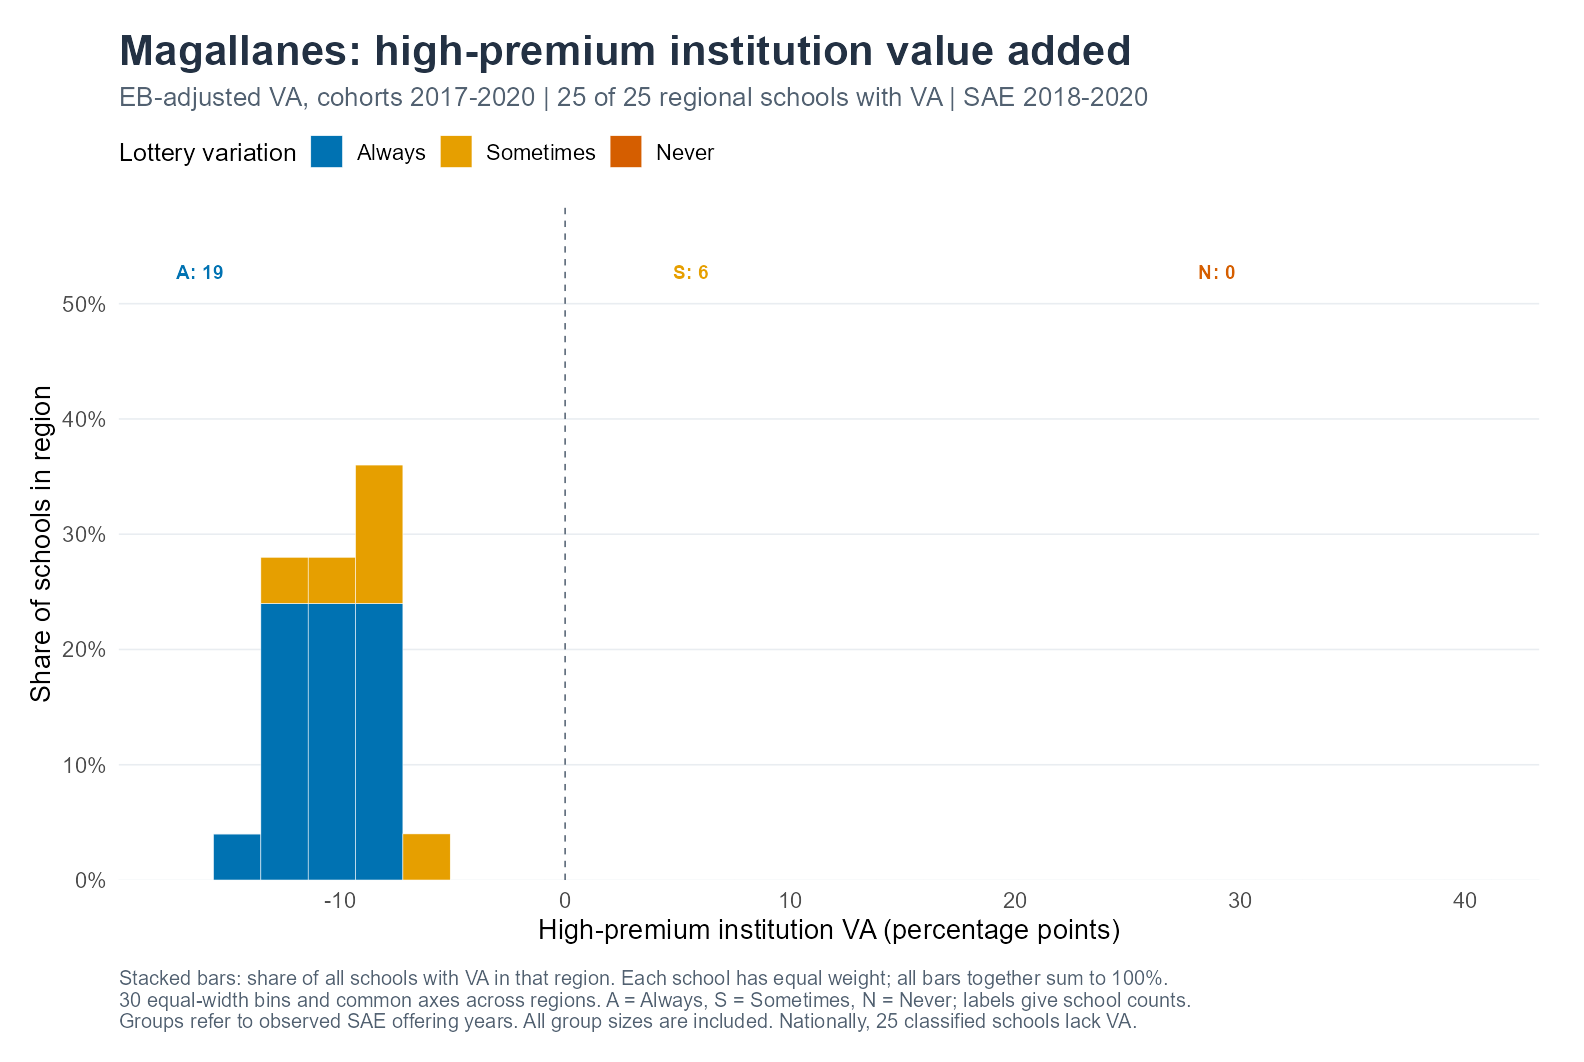 Magallanes: high-premium institution value added
EB-adjusted VA, cohorts 2017-2020 | 25 of 25 regional schools with VA | SAE 2018-2020
Lottery variation Always Sometimes Never
A: 19 S: 6 N: 0
50%
40%
30%
20%
10%
0%
Share of schools in region
-10 0 10 20 30 40
High-premium institution VA (percentage points)
Stacked bars: share of all schools with VA in that region. Each school has equal weight; all bars together sum to 100%.
30 equal-width bins and common axes across regions. A = Always, S = Sometimes, N = Never; labels give school counts.
Groups refer to observed SAE offering years. All group sizes are included. Nationally, 25 classified schools lack VA.